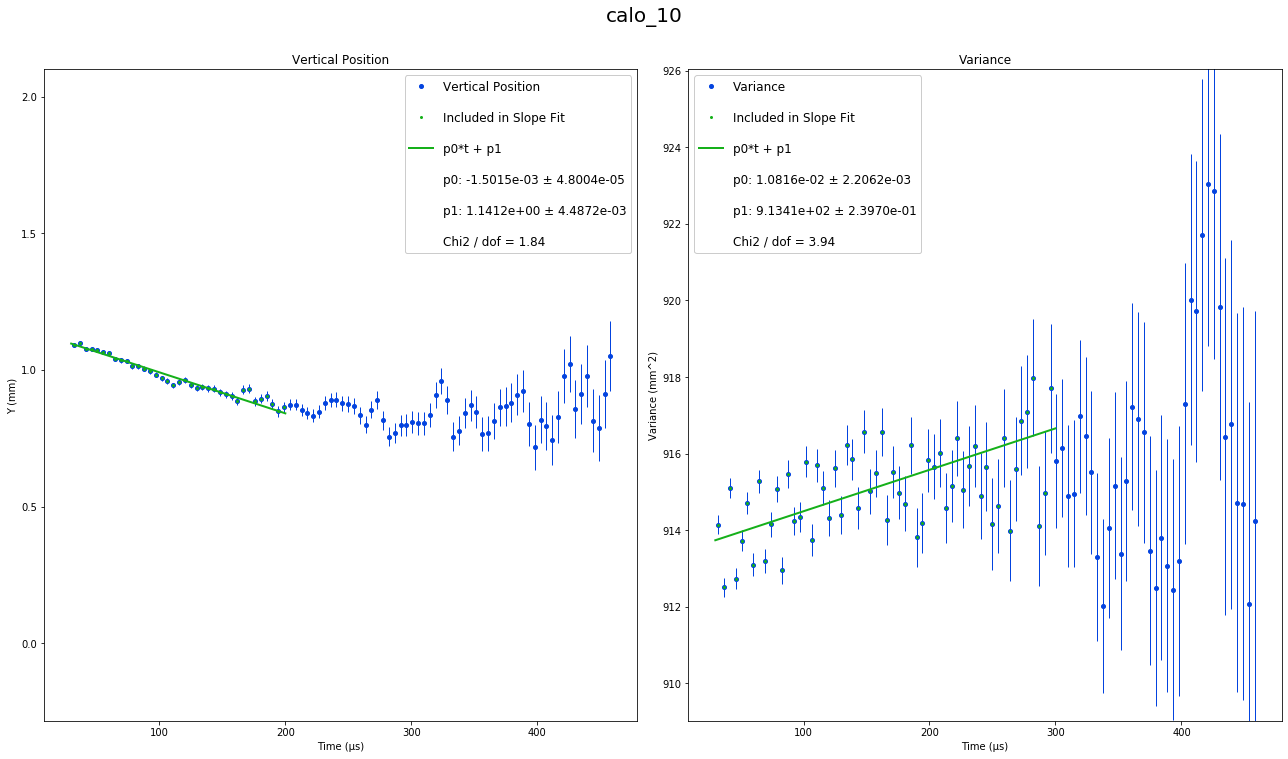 calo_10
Vertical Position
Vertical Position
Included in Slope Fit
p0*t + p1
p0: -1.5015e-03 ± 4.8004e-05
p1: 1.1412e+00 ± 4.4872e-03
Chi2 / dof = 1.84
2.0
1.5
1.0
0.5
0.0
Y (mm)
100
200
300
400
Time (μs)
Variance
Variance
Included in Slope Fit
p0*t + p1
p0: 1.0816e-02 ± 2.2062e-03
p1: 9.1341e+02 ± 2.3970e-01
Chi2 / dof = 3.94
926
924
922
920
918
916
914
912
910
Variance (mm^2)
100
200
300
400
Time (μs)